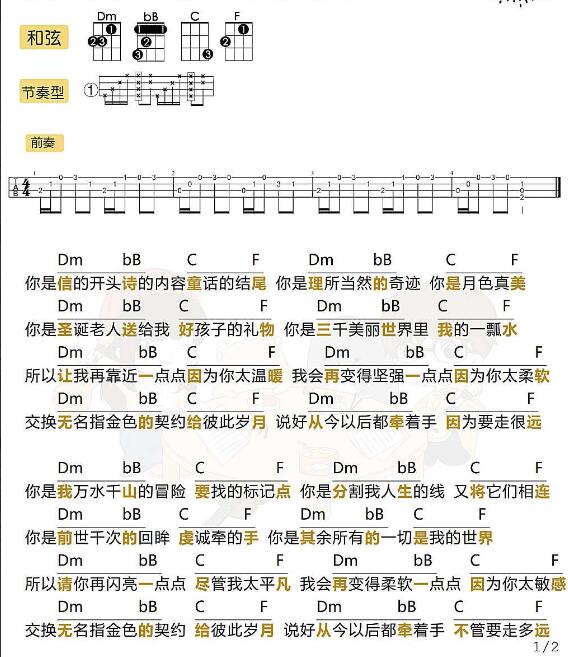 Dm bB C F
和弦
节奏型 ①
前奏
Dm bB C F Dm bB C F
你是信的开头诗的内容童话的结尾 你是理所当然的奇迹 你是月色真美
Dm bB C F Dm bB C F
你是圣诞老人送给我 好孩子的礼物 你是三千美丽世界里 我的一瓢水
Dm bB C F Dm bB C F
所以让我再靠近一点点因为你太温暖 我会再变得坚强一点点因为你太柔软
Dm bB C F Dm bB C F
交换无名指金色的契约给彼此岁月 说好从今以后都牵着手 因为要走很远
Dm bB C F Dm bB C F
你是我万水千山的冒险 要找的标记点 你是分割我人生的线 又将它们相连
Dm bB C F Dm bB C F
你是前世千次的回眸 虔诚牵的手 你是其余所有的一切是我的世界
Dm bB C F Dm bB C F
所以请你再闪亮一点点 尽管我太平凡 我会再变得柔软一点点 因为你太敏感
Dm bB C F Dm bB C F
交换无名指金色的契约 给彼此岁月 说好从今以后都牵着手 不管要走多远
1/2